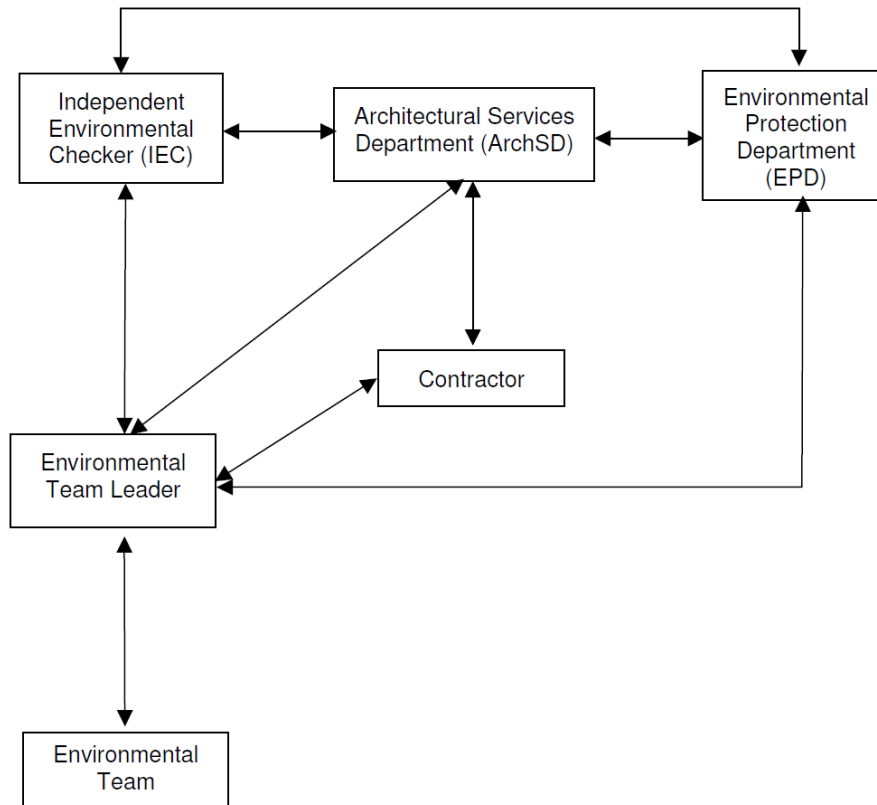 Independent
Environmental
Checker (IEC)
Architectural Services
Department (ArchSD)
Environmental
Protection
Department
(EPD)
Contractor
Environmental
Team Leader
Environmental
Team